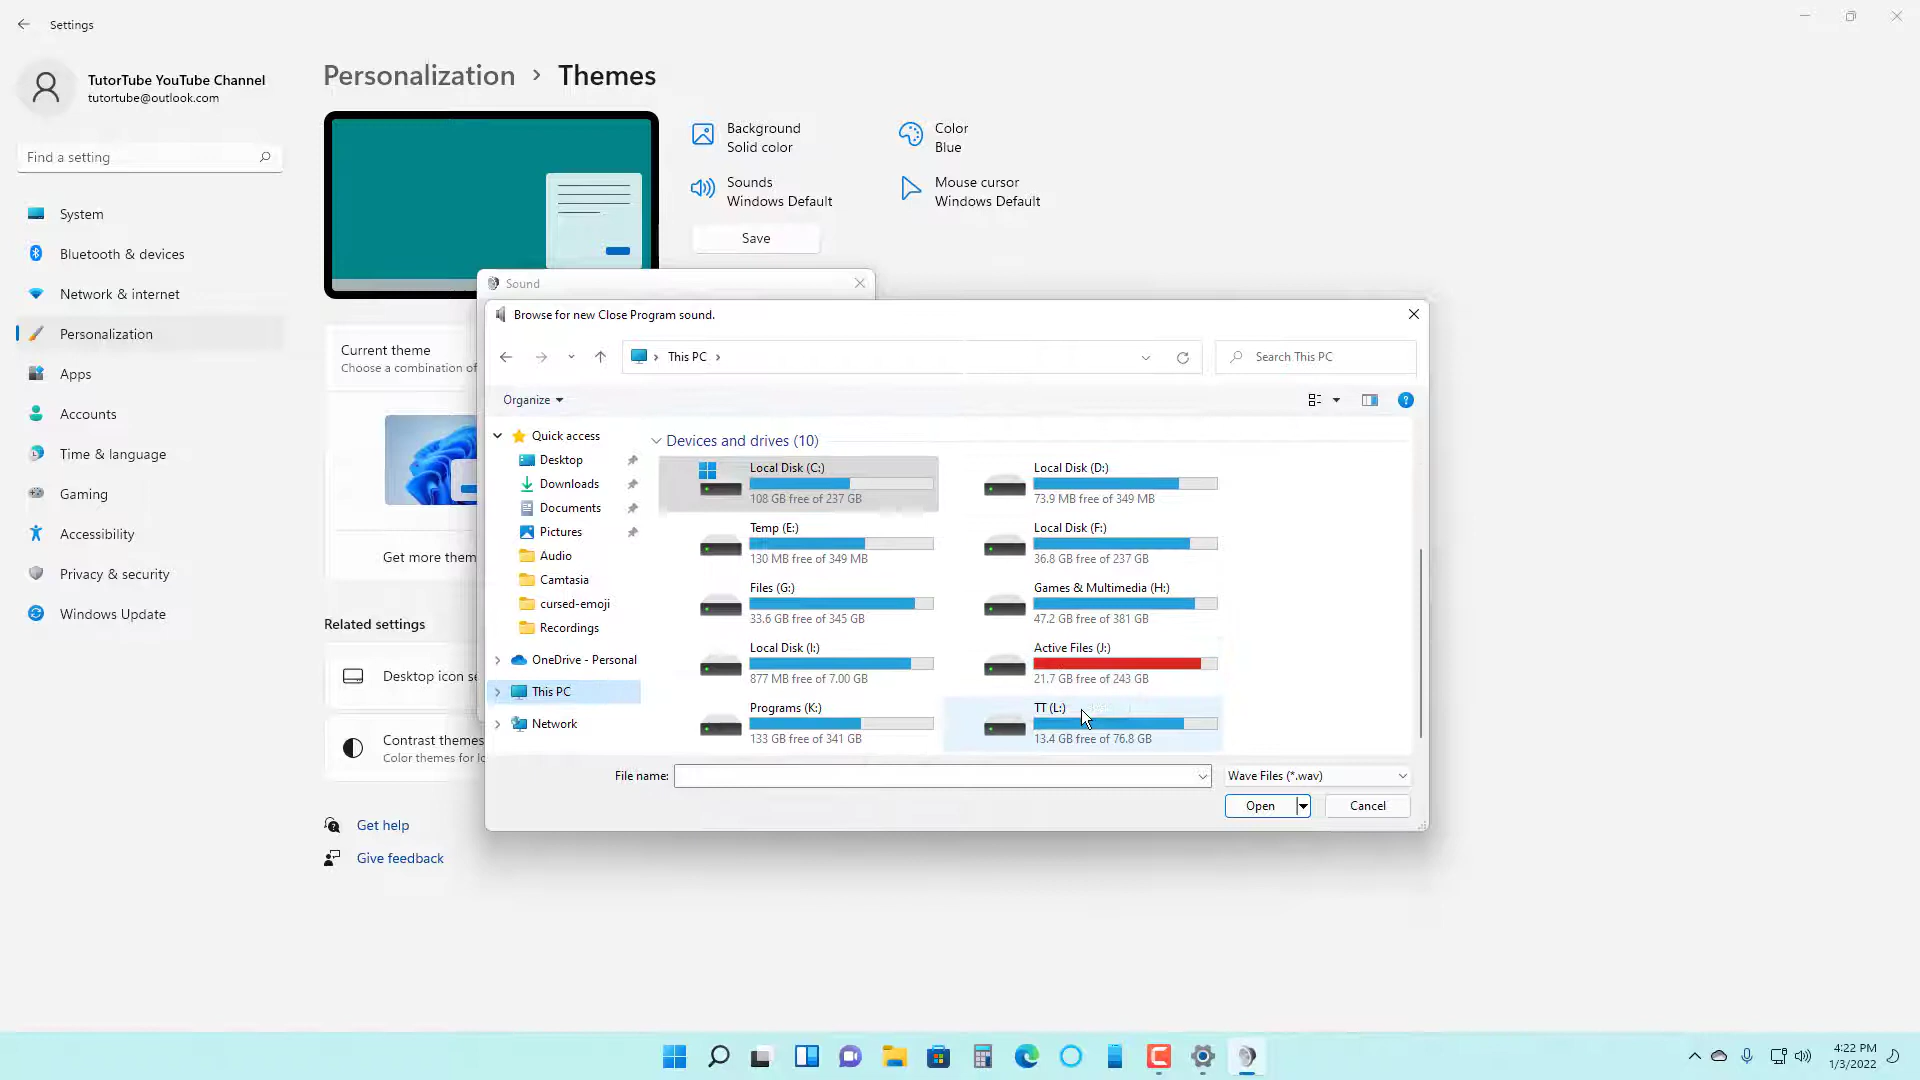 Settings
TutorTube YouTube Channel
tutortube@outlook.com
Find a setting
System
Bluetooth & devices
Network & internet
Personalization
Apps
Accounts
Time & language
Gaming
Accessibility
Privacy & security
Windows Update
Personalization > Themes
Background
Solid color
Color
Blue
Sounds
Windows Default
Mouse cursor
Windows Default
Save
Current theme
Choose a combination of
Get more them
Related settings
Desktop icon se
Contrast themes
Color themes for lo
Get help
Give feedback
Sound
Browse for new Close Program sound.
This PC
Search This PC
Organize
Quick access
Desktop
Downloads
Documents
Pictures
Audio
Camtasia
cursed-emoji
Recordings
OneDrive - Personal
This PC
Network
Devices and drives (10)
Local Disk (C:)
108 GB free of 237 GB
Local Disk (D:)
73.9 MB free of 349 MB
Temp (E:)
130 MB free of 349 MB
Local Disk (F:)
36.8 GB free of 237 GB
Files (G:)
33.6 GB free of 345 GB
Games & Multimedia (H:)
47.2 GB free of 381 GB
Local Disk (I:)
877 MB free of 7.00 GB
Active Files (J:)
21.7 GB free of 243 GB
Programs (K:)
133 GB free of 341 GB
TT (L:)
13.4 GB free of 76.8 GB
File name:
Wave Files (*.wav)
Open
Cancel
4:22 PM
1/3/2022